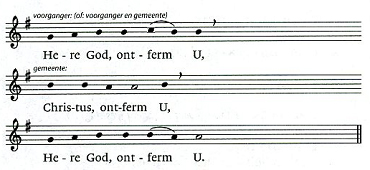 voorganger: (of: voorganger en gemeente)
He - re God, ont - ferm U,
gemeente:
Chris-tus, ont-ferm U,
He - re God, ont - ferm U.